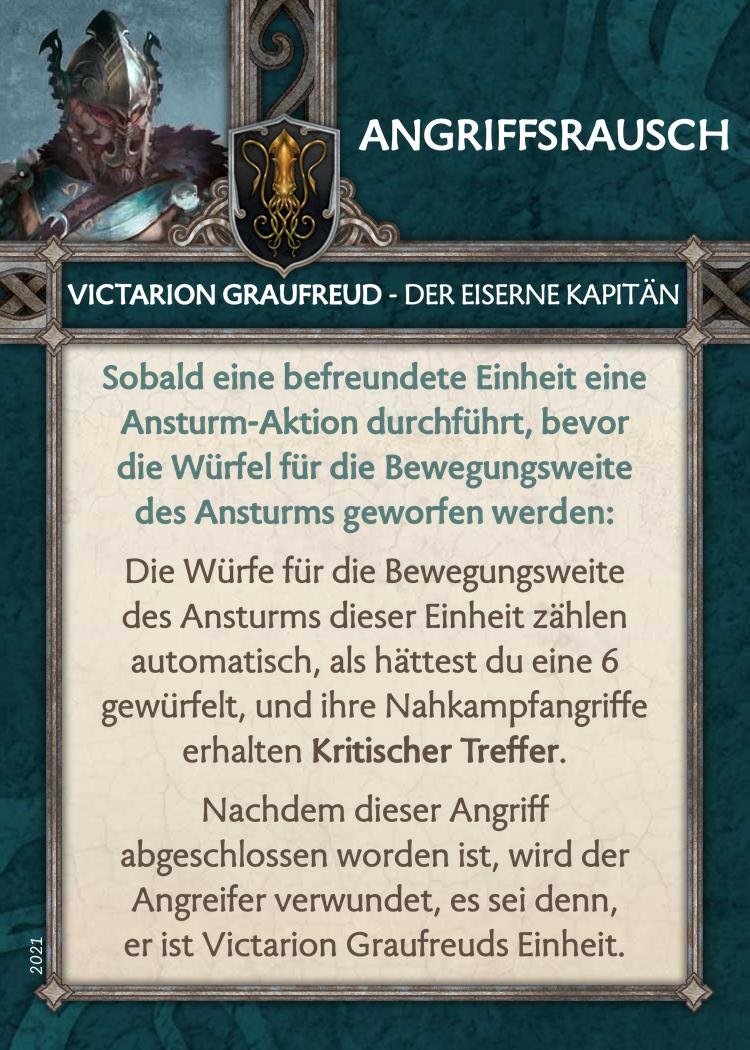 ANGRIFFSRAUSCH
VICTARION GRAUFREUD - DER EISERNE KAPITÄN
Sobald eine befreundete Einheit eine
Ansturm-Aktion durchführt, bevor
die Würfel für die Bewegungsweite
des Ansturms geworfen werden:
Die Würfe für die Bewegungsweite
des Ansturms dieser Einheit zählen
automatisch, als hättest du eine 6
gewürfelt, und ihre Nahkampfangriffe
erhalten Kritischer Treffer.
Nachdem dieser Angriff
abgeschlossen worden ist, wird der
Angreifer verwundet, es sei denn,
er ist Victarion Graufreuds Einheit.
2021